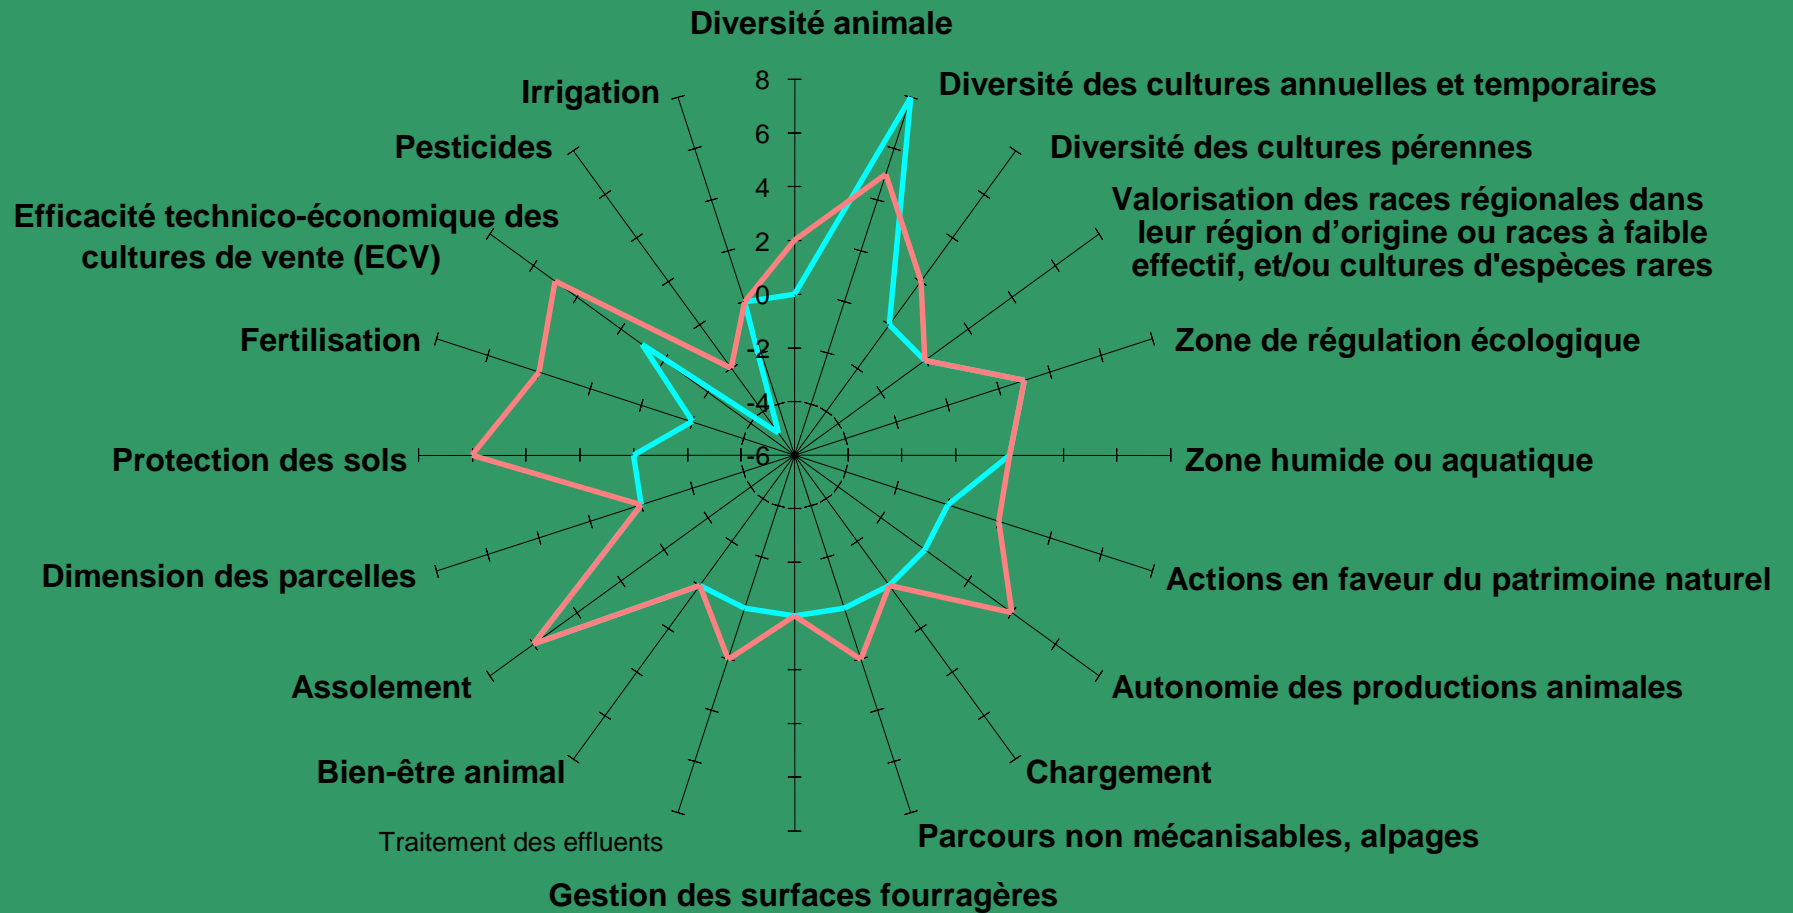 Diversité animale
Diversité des cultures annuelles et temporaires
Diversité des cultures pérennes
Valorisation des races régionales dans
leur région d’origine ou races à faible
effectif, et/ou cultures d'espèces rares
Zone de régulation écologique
Zone humide ou aquatique
Actions en faveur du patrimoine naturel
Autonomie des productions animales
Chargement
Parcours non mécanisables, alpages
Gestion des surfaces fourragères
Traitement des effluents
Bien-être animal
Assolement
Dimension des parcelles
Protection des sols
Fertilisation
Efficacité technico-économique des
cultures de vente (ECV)
Pesticides
Irrigation
8
6
4
2
0
-2
-4
-6